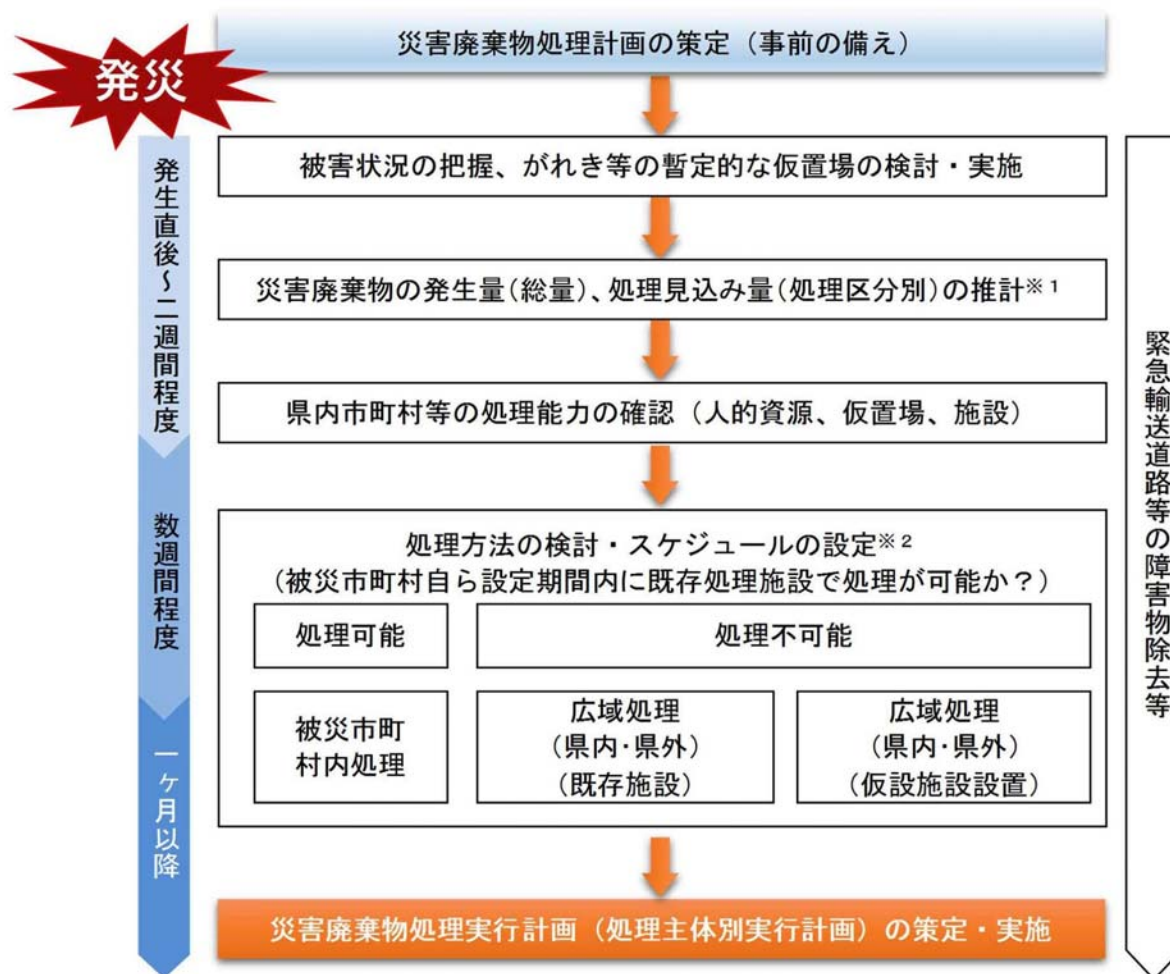 災害廃棄物処理計画の策定（事前の備え）
発災
発生直後～二週間程度
被害状況の把握、がれき等の暫定的な仮置場の検討・実施
災害廃棄物の発生量(総量)、処理見込み量(処理区分別)の推計※1
県内市町村等の処理能力の確認（人的資源、仮置場、施設）
数週間程度
処理方法の検討・スケジュールの設定※2
（被災市町村自ら設定期間内に既存処理施設で処理が可能か？）
処理可能
処理不可能
一ヶ月以降
被災市町
村内処理
広域処理
(県内・県外)
(既存施設)
広域処理
(県内・県外)
(仮設施設設置)
災害廃棄物処理実行計画（処理主体別実行計画）の策定・実施
緊急輸送道路等の障害物除去等